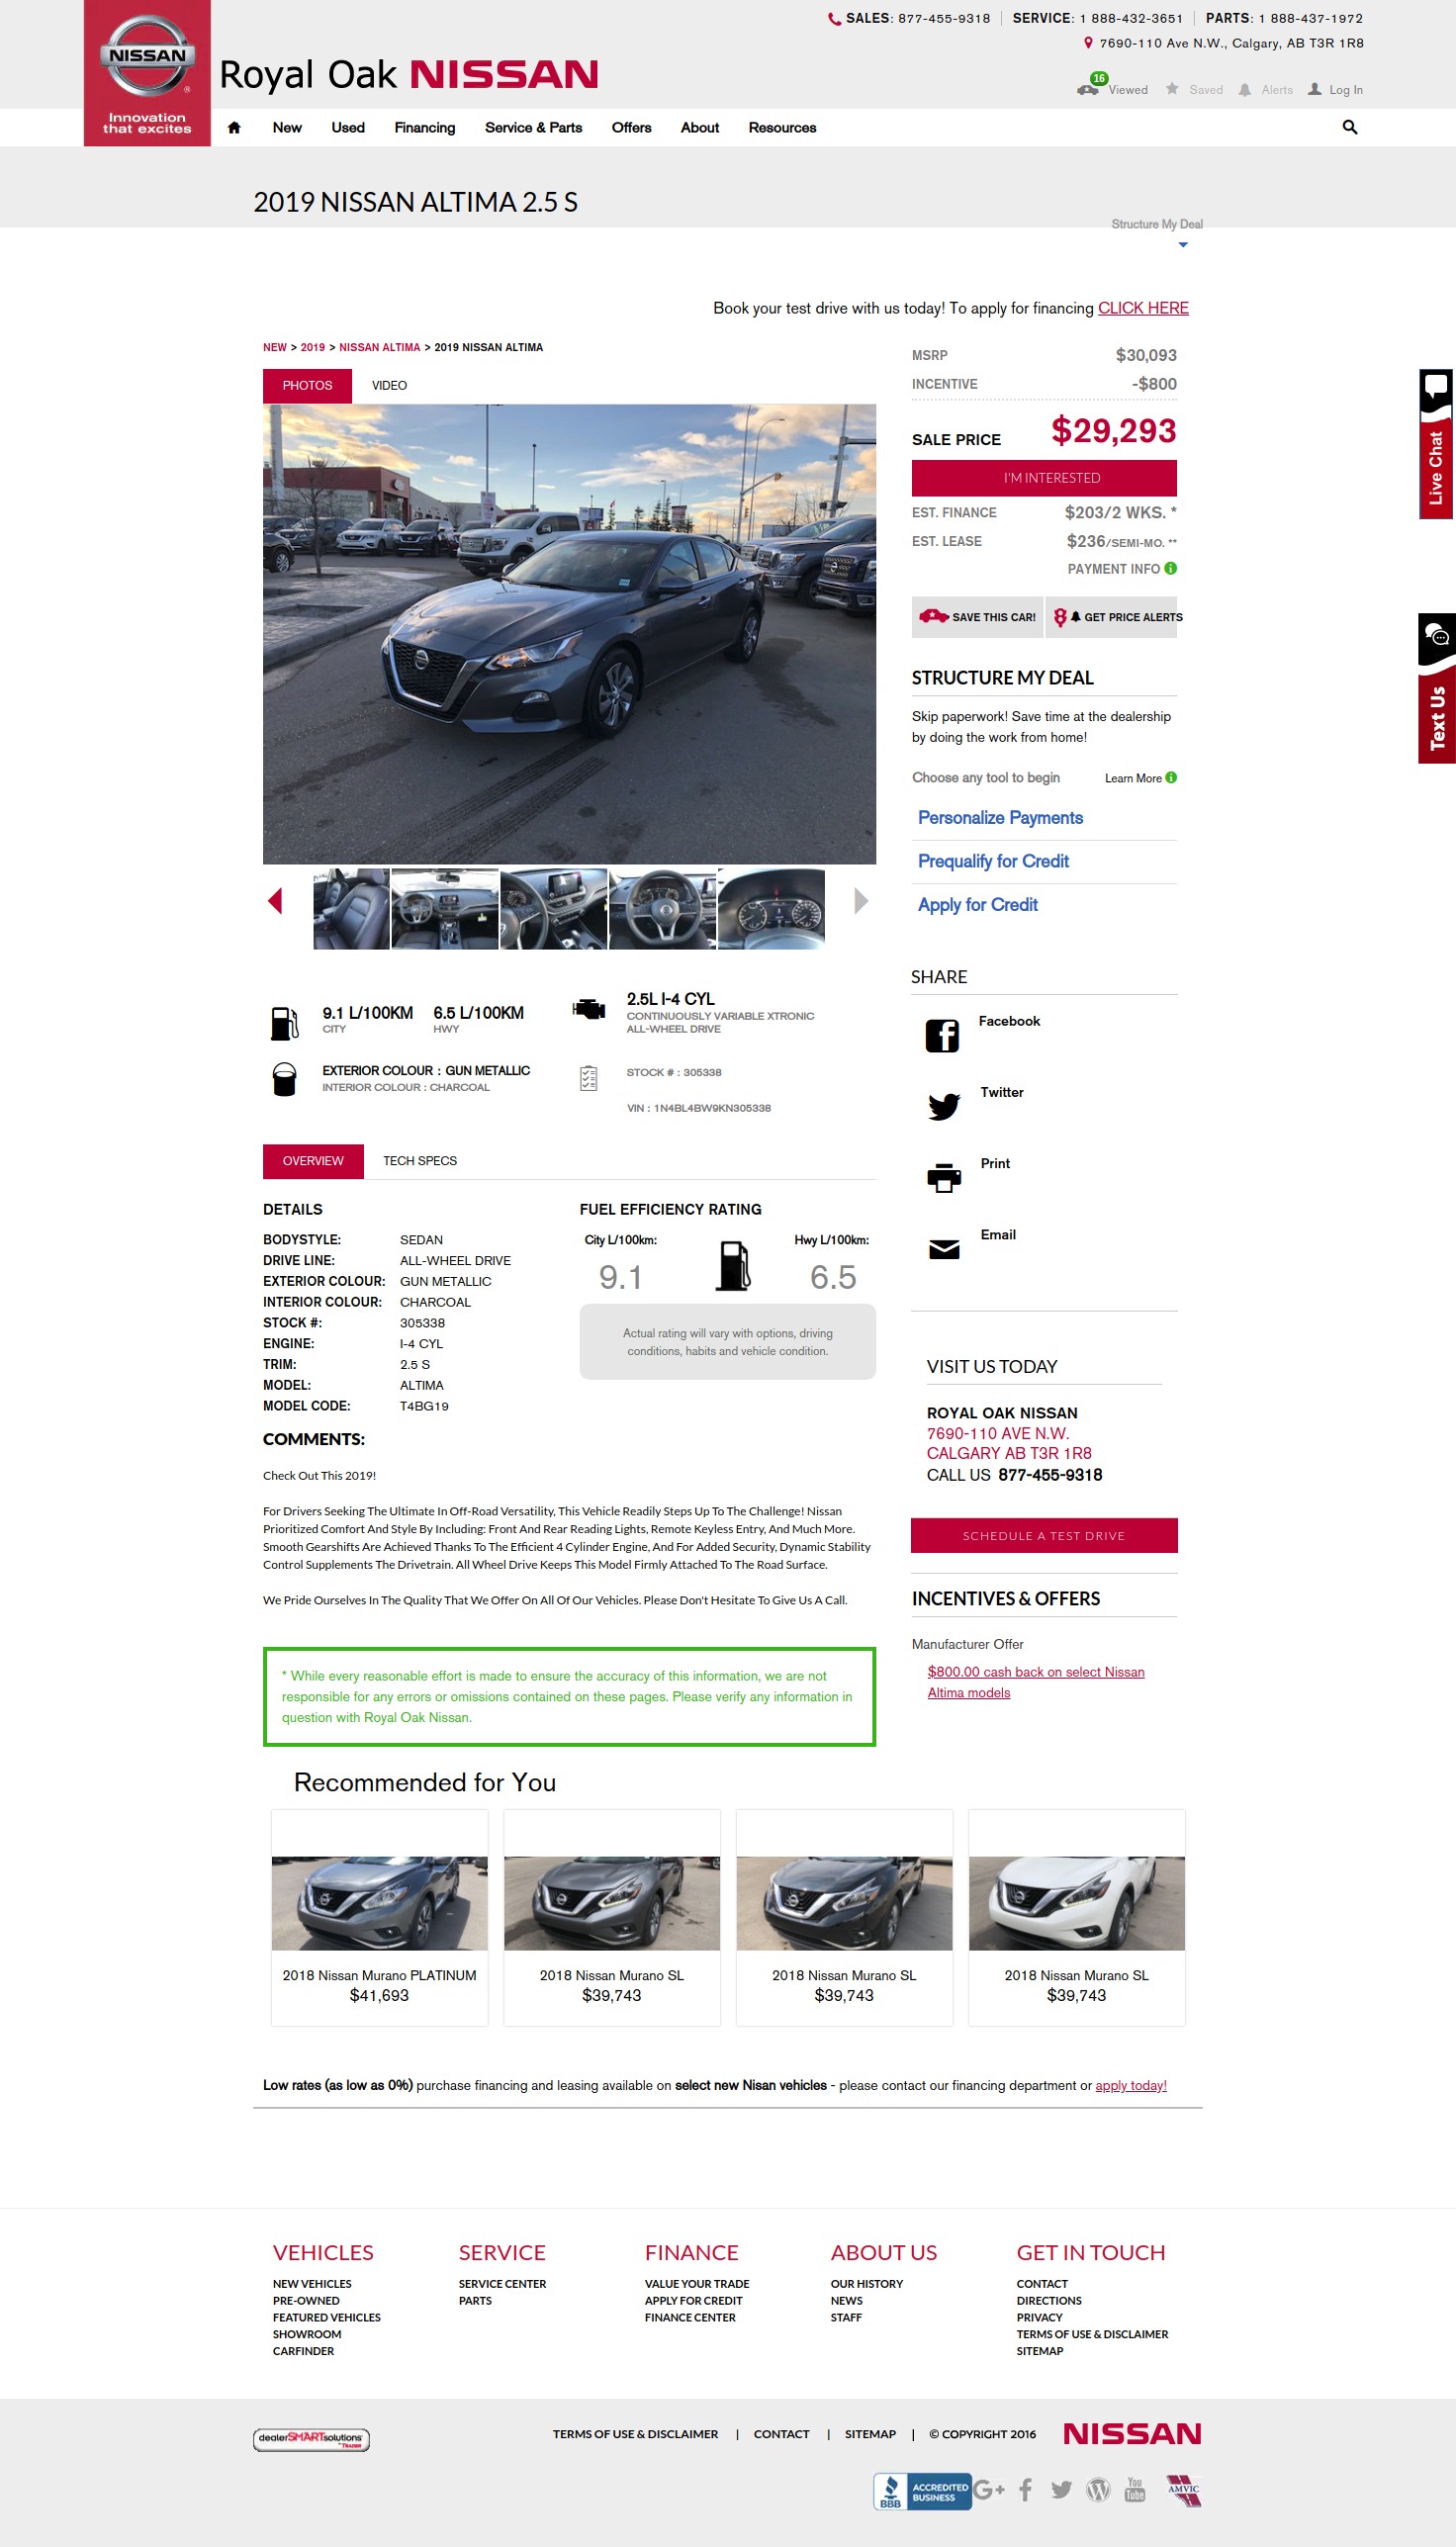 SALES: 877-455-9318 SERVICE: 1 888-432-3651 PARTS: 1 888-437-1972
7690-110 Ave N.W., Calgary, AB T3R 1R8
NISSAN
Innovation
that excites
Royal Oak NISSAN
16
Viewed Saved Alerts Log In
New Used Financing Service & Parts Offers About Resources
2019 NISSAN ALTIMA 2.5 S
Structure My Deal
Book your test drive with us today! To apply for financing CLICK HERE
NEW > 2019 > NISSAN ALTIMA > 2019 NISSAN ALTIMA
PHOTOS VIDEO
MSRP $30,093
INCENTIVE -$800
SALE PRICE $29,293
I'M INTERESTED
EST. FINANCE $203/2 WKS. *
EST. LEASE $236/SEMI-MO. **
PAYMENT INFO
SAVE THIS CAR! GET PRICE ALERTS
Live Chat
Text Us
STRUCTURE MY DEAL
Skip paperwork! Save time at the dealership
by doing the work from home!
Choose any tool to begin Learn More
Personalize Payments
Prequalify for Credit
Apply for Credit
9.1 L/100KM 6.5 L/100KM
CITY HWY
2.5L I-4 CYL
CONTINUOUSLY VARIABLE XTRONIC
ALL-WHEEL DRIVE
EXTERIOR COLOUR : GUN METALLIC
INTERIOR COLOUR : CHARCOAL
STOCK # : 305338
VIN : 1N4BL4BW9KN305338
SHARE
Facebook
Twitter
Print
Email
OVERVIEW TECH SPECS
DETAILS
BODYSTYLE: SEDAN
DRIVE LINE: ALL-WHEEL DRIVE
EXTERIOR COLOUR: GUN METALLIC
INTERIOR COLOUR: CHARCOAL
STOCK #: 305338
ENGINE: I-4 CYL
TRIM: 2.5 S
MODEL: ALTIMA
MODEL CODE: T4BG19
FUEL EFFICIENCY RATING
City L/100km: Hwy L/100km:
9.1 6.5
Actual rating will vary with options, driving
conditions, habits and vehicle condition.
COMMENTS:
Check Out This 2019!
For Drivers Seeking The Ultimate In Off-Road Versatility, This Vehicle Readily Steps Up To The Challenge! Nissan
Prioritized Comfort And Style By Including: Front And Rear Reading Lights, Remote Keyless Entry, And Much More.
Smooth Gearshifts Are Achieved Thanks To The Efficient 4 Cylinder Engine, And For Added Security, Dynamic Stability
Control Supplements The Drivetrain. All Wheel Drive Keeps This Model Firmly Attached To The Road Surface.
We Pride Ourselves In The Quality That We Offer On All Of Our Vehicles. Please Don't Hesitate To Give Us A Call.
* While every reasonable effort is made to ensure the accuracy of this information, we are not
responsible for any errors or omissions contained on these pages. Please verify any information in
question with Royal Oak Nissan.
VISIT US TODAY
ROYAL OAK NISSAN
7690-110 AVE N.W.
CALGARY AB T3R 1R8
CALL US 877-455-9318
SCHEDULE A TEST DRIVE
INCENTIVES & OFFERS
Manufacturer Offer
$800.00 cash back on select Nissan
Altima models
Recommended for You
2018 Nissan Murano PLATINUM
$41,693
2018 Nissan Murano SL
$39,743
2018 Nissan Murano SL
$39,743
2018 Nissan Murano SL
$39,743
Low rates (as low as 0%) purchase financing and leasing available on select new Nisan vehicles - please contact our financing department or apply today!
VEHICLES
NEW VEHICLES
PRE-OWNED
FEATURED VEHICLES
SHOWROOM
CARFINDER
SERVICE
SERVICE CENTER
PARTS
FINANCE
VALUE YOUR TRADE
APPLY FOR CREDIT
FINANCE CENTER
ABOUT US
OUR HISTORY
NEWS
STAFF
GET IN TOUCH
CONTACT
DIRECTIONS
PRIVACY
TERMS OF USE & DISCLAIMER
SITEMAP
dealerSMARTsolutions
by TRADER
TERMS OF USE & DISCLAIMER | CONTACT | SITEMAP | © COPYRIGHT 2016 NISSAN
BBB ACCREDITED
BUSINESS
G+
You
Tube
AMVIC